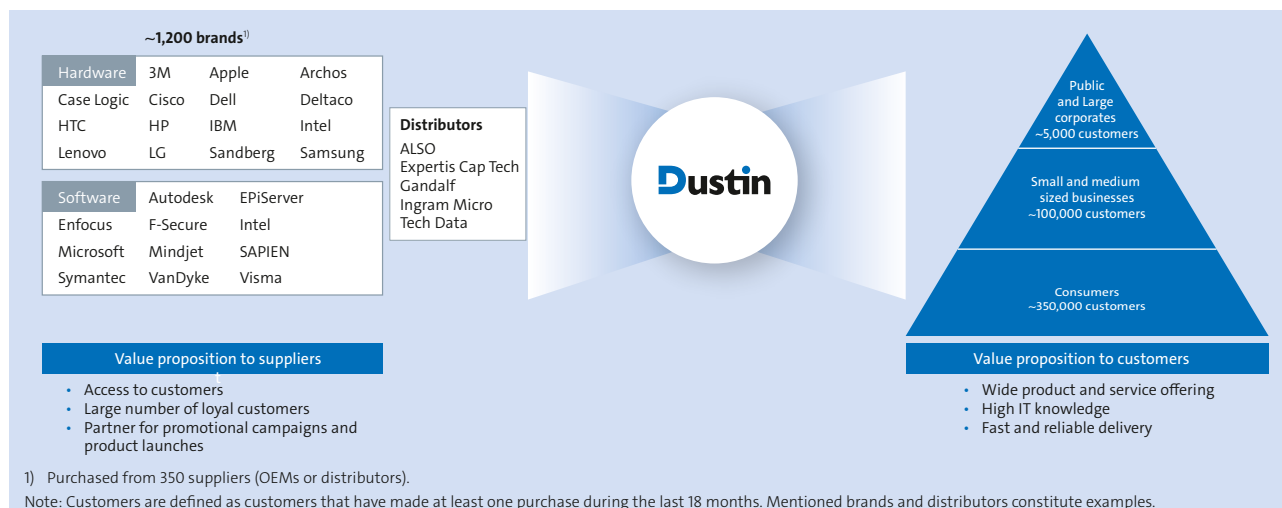 ~1,200 brands1)
Hardware 3M Apple Archos
Case Logic Cisco Dell Deltaco
HTC HP IBM Intel
Lenovo LG Sandberg Samsung
Software Autodesk EPiServer
Enfocus F-Secure Intel
Microsoft Mindjet SAPIEN
Symantec VanDyke Visma
Distributors
ALSO
Expertis Cap Tech
Gandalf
Ingram Micro
Tech Data
Dustin
Public
and Large
corporates
~5,000 customers
Small and medium
sized businesses
~100,000 customers
Consumers
~350,000 customers
Value proposition to suppliers
t
• Access to customers
• Large number of loyal customers
• Partner for promotional campaigns and
product launches
Value proposition to customers
• Wide product and service offering
• High IT knowledge
• Fast and reliable delivery
1) Purchased from 350 suppliers (OEMs or distributors).
Note: Customers are defined as customers that have made at least one purchase during the last 18 months. Mentioned brands and distributors constitute examples.